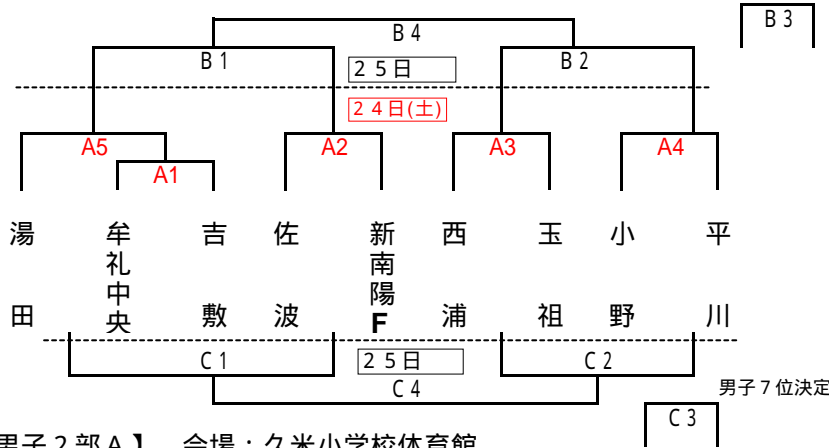 B4
B3
B1
25日
B2
24日(土)
A5
A2
A3
A4
A1
湯田
牟礼中央
吉敷
佐波
新南陽F
西浦
玉祖
小野
平川
C1
25日
C2
C4
男子7位決定
C3
男子2部A】 会場:久米小学校体育館